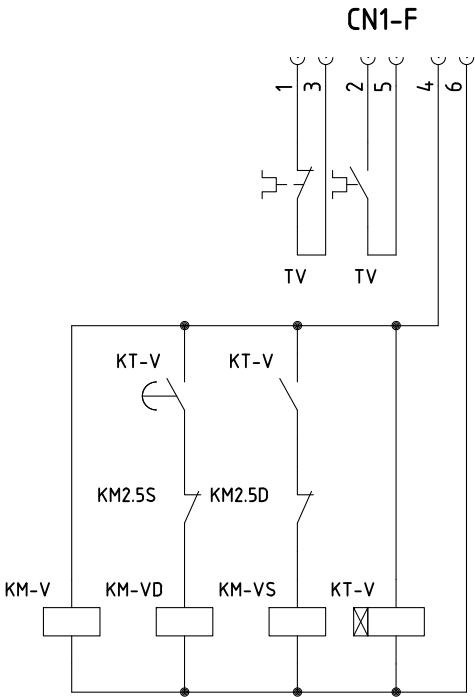 CN1-F
1 3 2 5 4 6
TV TV
KT-V KT-V
KM2.5S KM2.5D
KM-V KM-VD KM-VS KT-V